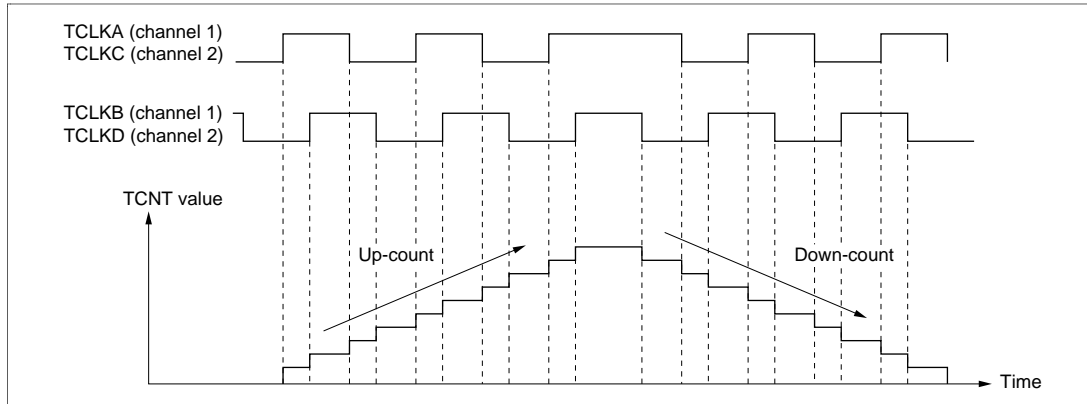 TCLKA (channel 1)
TCLKC (channel 2)
TCLKB (channel 1)
TCLKD (channel 2)
TCNT value
Up-count
Down-count
Time